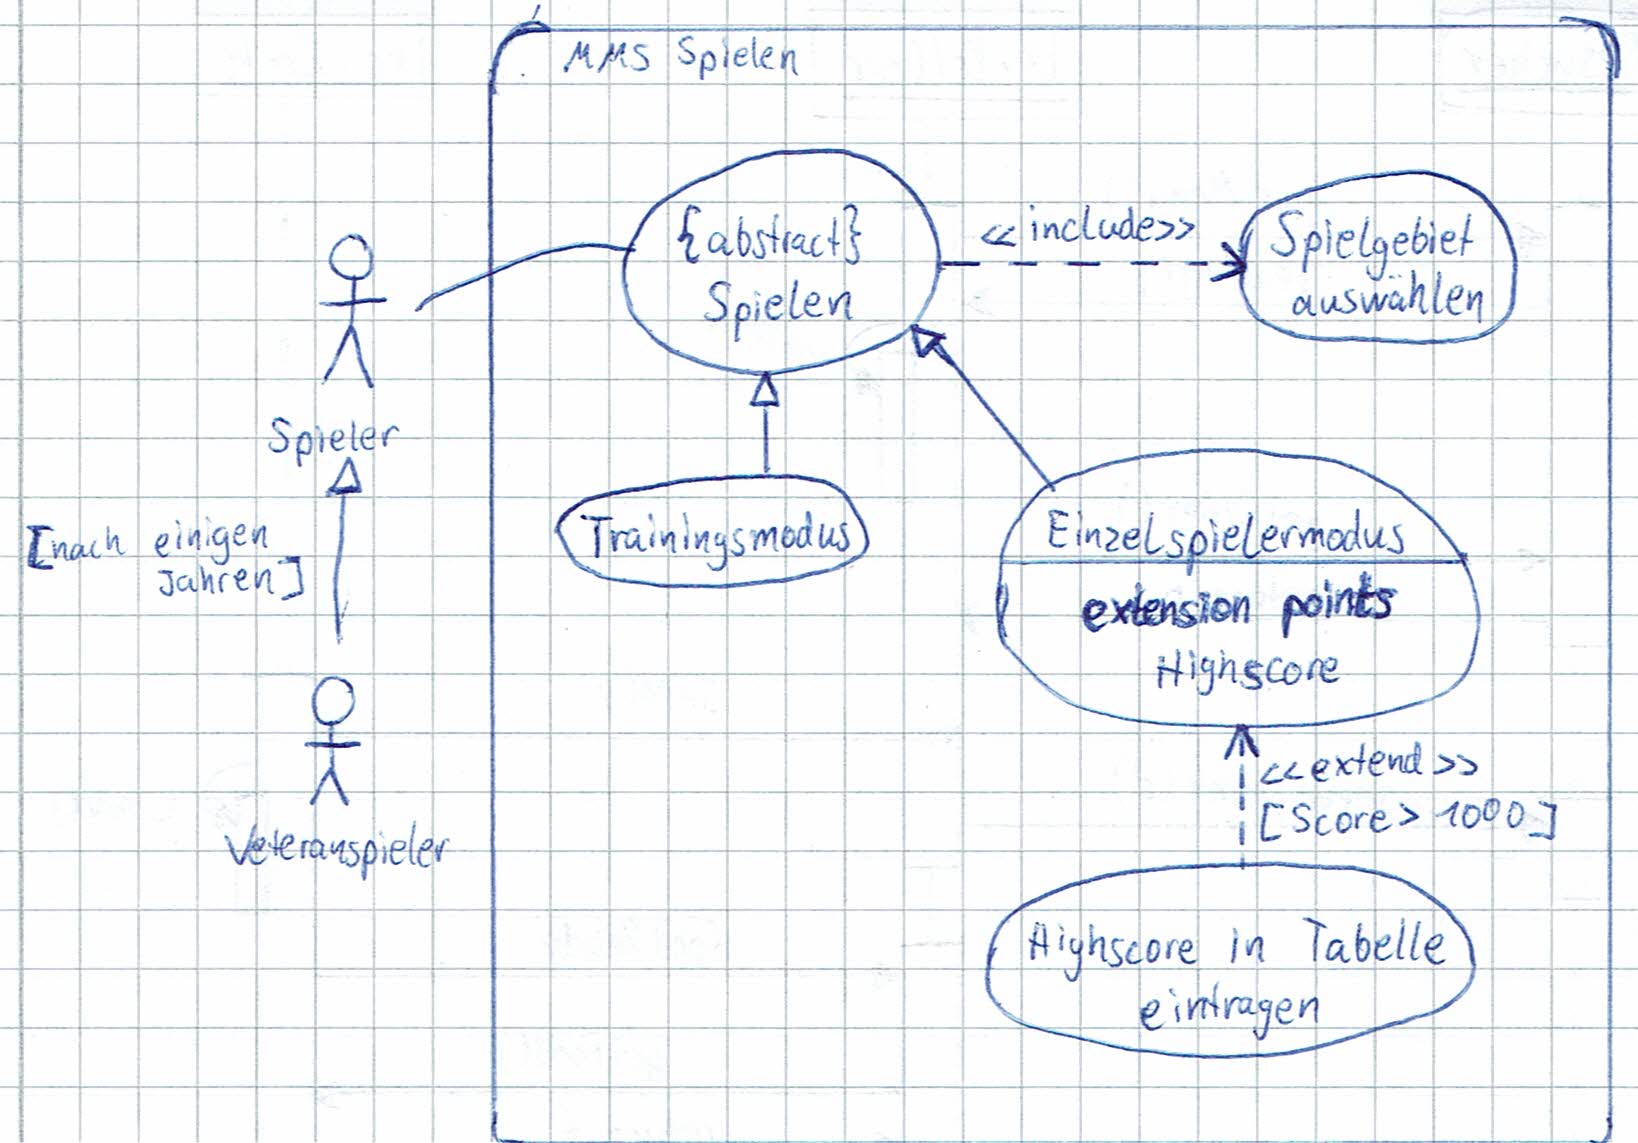 MMS Spielen
{abstract}
Spielen
<<include>>
Spielgebiet
auswählen
Spieler
[nach einigen
Jahren]
Trainingsmodus
Einzelspielermodus
extension points
Highscore
<<extend>>
[Score > 1000]
Veteranspieler
Highscore in Tabelle
eintragen